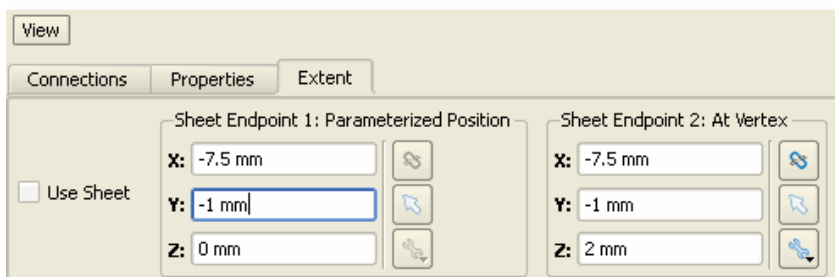 View
Connections Properties Extent
Sheet Endpoint 1: Parameterized Position Sheet Endpoint 2: At Vertex
X: -7.5 mm X: -7.5 mm
Use Sheet Y: -1 mm Y: -1 mm
Z: 0 mm Z: 2 mm